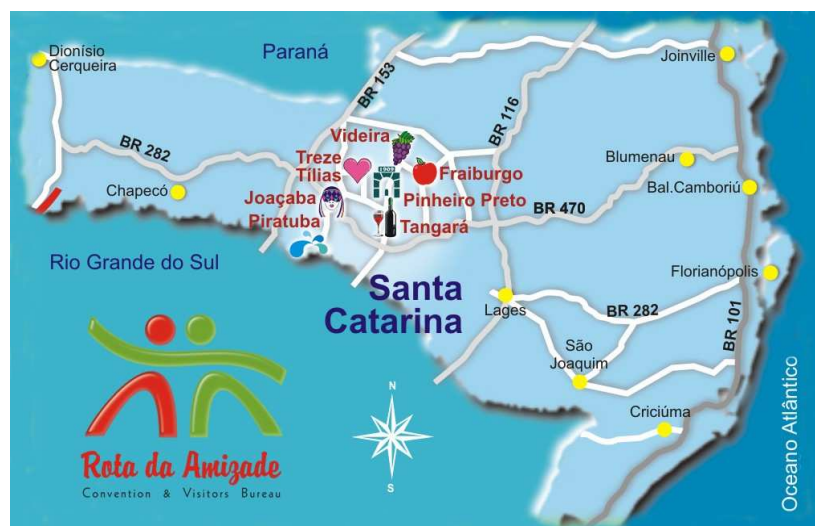 Dionísio
Cerqueira
Paraná
Joinville
BR 153
BR 116
BR 282
Videira
Treze
Tílias
Fraiburgo
Blumenau
Chapecó
Joaçaba
Pinheiro Preto
Bal.Camboriú
Piratuba
Tangará
BR 470
Rio Grande do Sul
Florianópolis
Santa
Catarina
Lages
BR 282
BR 101
São
Joaquim
Criciúma
Oceano Atlântico
N
S
Rota da Amizade
Convention & Visitors Bureau
1909